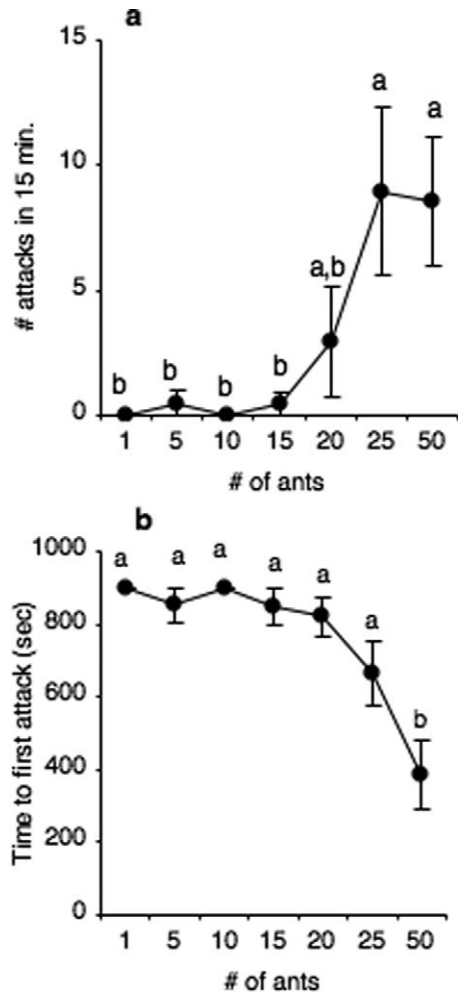 a
15
10
5
0
# attacks in 15 min.
b b b b a,b a a
1 5 10 15 20 25 50
# of ants
b
1000
800
600
400
200
0
Time to first attack (sec)
a a a a a a b
1 5 10 15 20 25 50
# of ants